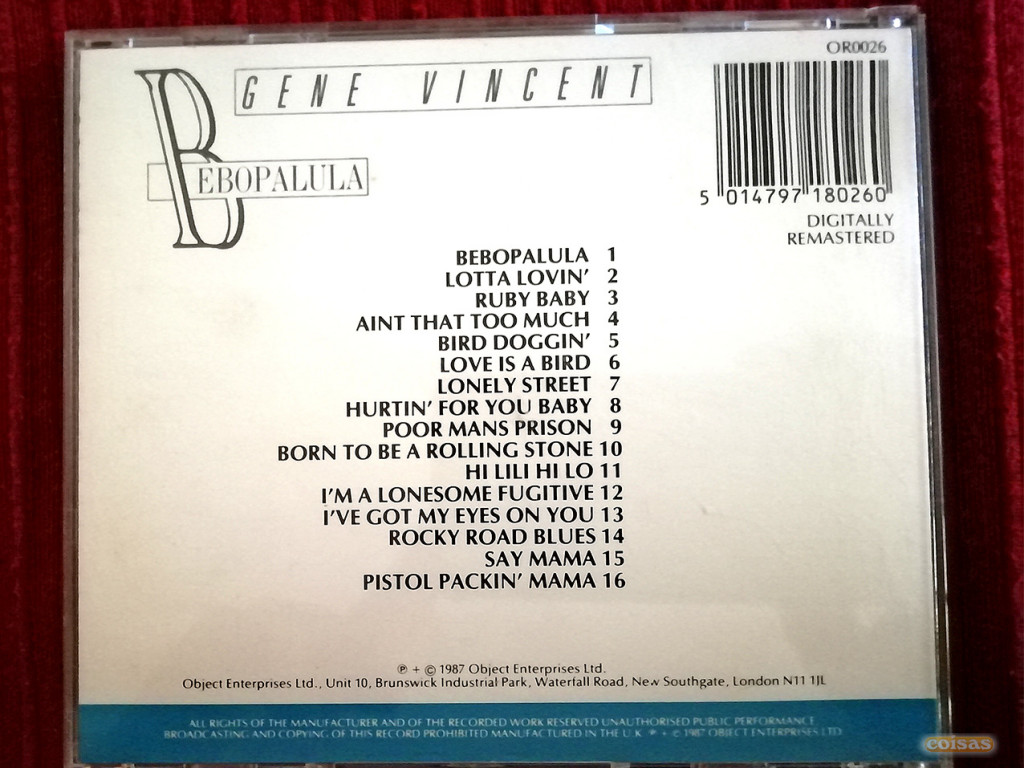 GENE VINCENT
BEBOPALULA
OR0026
5 014797 180260
DIGITALLY
REMASTERED
BEBOPALULA 1
LOTTA LOVIN' 2
RUBY BABY 3
AINT THAT TOO MUCH 4
BIRD DOGGIN' 5
LOVE IS A BIRD 6
LONELY STREET 7
HURTIN' FOR YOU BABY 8
POOR MANS PRISON 9
BORN TO BE A ROLLING STONE 10
HI LILI HI LO 11
I'M A LONESOME FUGITIVE 12
I'VE GOT MY EYES ON YOU 13
ROCKY ROAD BLUES 14
SAY MAMA 15
PISTOL PACKIN' MAMA 16
℗ + © 1987 Object Enterprises Ltd.
Object Enterprises Ltd., Unit 10, Brunswick Industrial Park, Waterfall Road, New Southgate, London N11 1JL
ALL RIGHTS OF THE MANUFACTURER AND OF THE RECORDED WORK RESERVED UNAUTHORISED PUBLIC PERFORMANCE
BROADCASTING AND COPYING OF THIS RECORD PROHIBITED MANUFACTURED IN THE U.K. ℗ + © 1987 OBJECT ENTERPRISES LTD
coisas